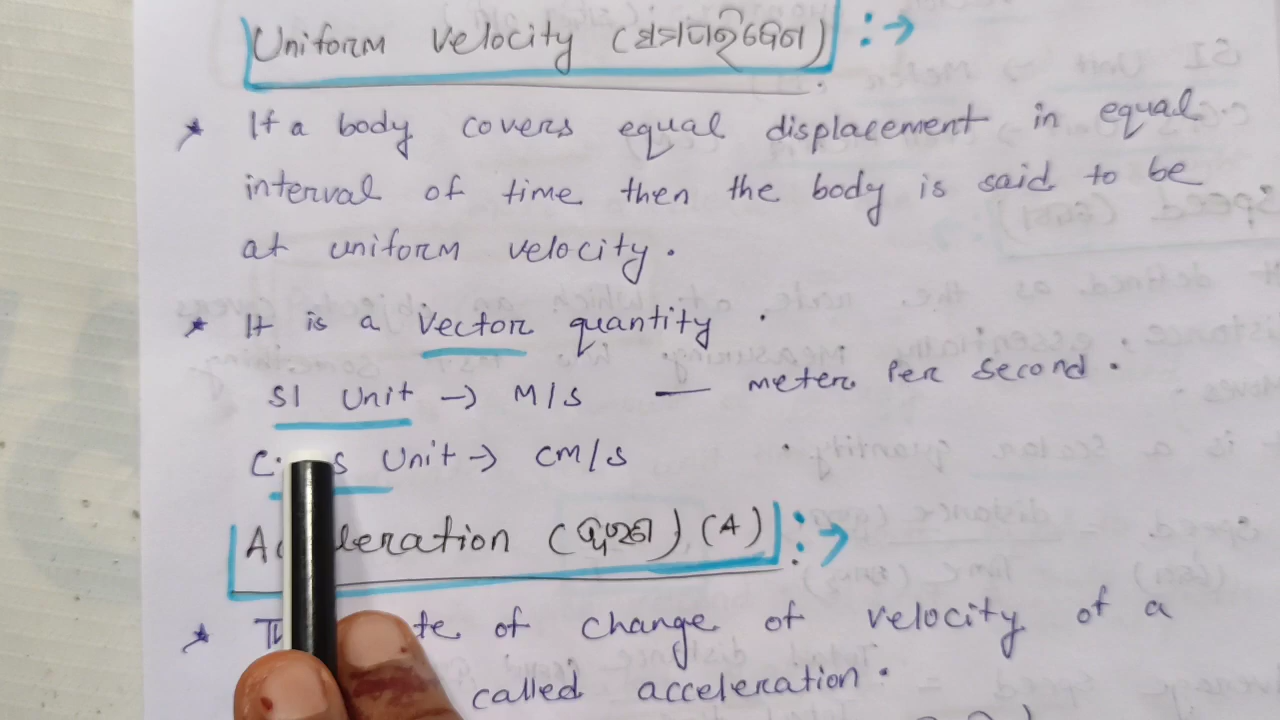 Uniform Velocity (ସମପରିବେଗ) :→
* If a body covers equal displacement in equal
interval of time then the body is said to be
at uniform velocity.
* It is a vector quantity.
SI Unit → M/S — meter Per Second.
C. S Unit → cm/s
(A) :→
* of change of velocity of a
called acceleration.